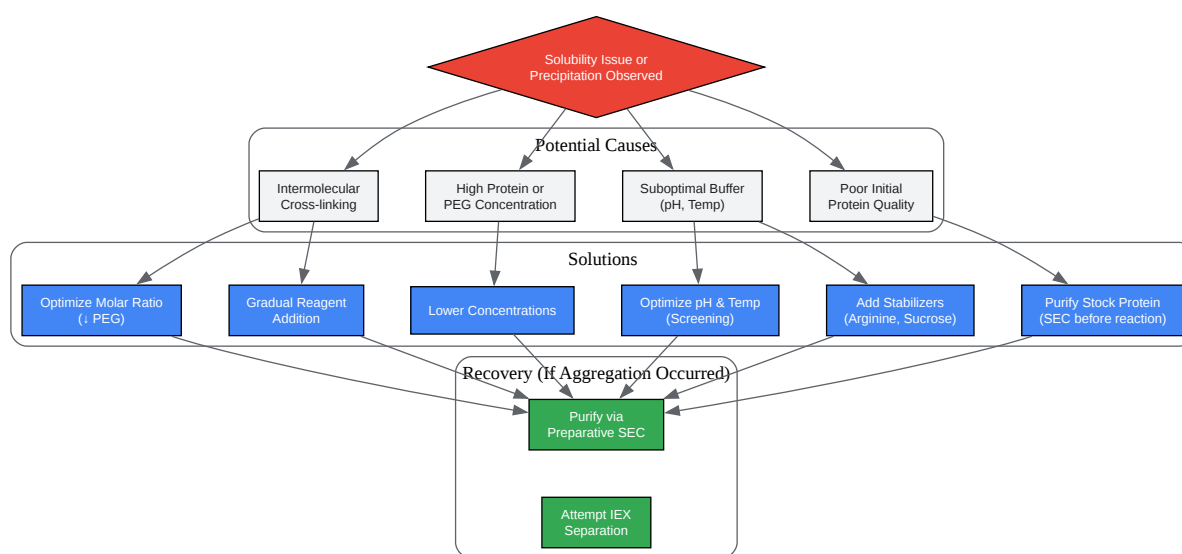 Solubility Issue or
Precipitation Observed
Potential Causes
Intermolecular
Cross-linking
High Protein or
PEG Concentration
Suboptimal Buffer
(pH, Temp)
Poor Initial
Protein Quality
Solutions
Optimize Molar Ratio
(↓ PEG)
Gradual Reagent
Addition
Lower Concentrations
Optimize pH & Temp
(Screening)
Add Stabilizers
(Arginine, Sucrose)
Purify Stock Protein
(SEC before reaction)
Recovery (If Aggregation Occurred)
Purify via
Preparative SEC
Attempt IEX
Separation